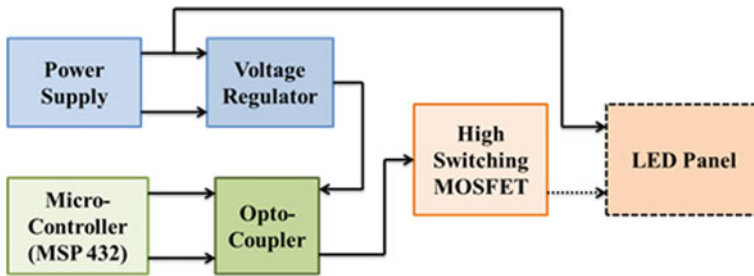 Power
Supply
Voltage
Regulator
High
Switching
MOSFET
LED Panel
Micro-
Controller
(MSP 432)
Opto-
Coupler